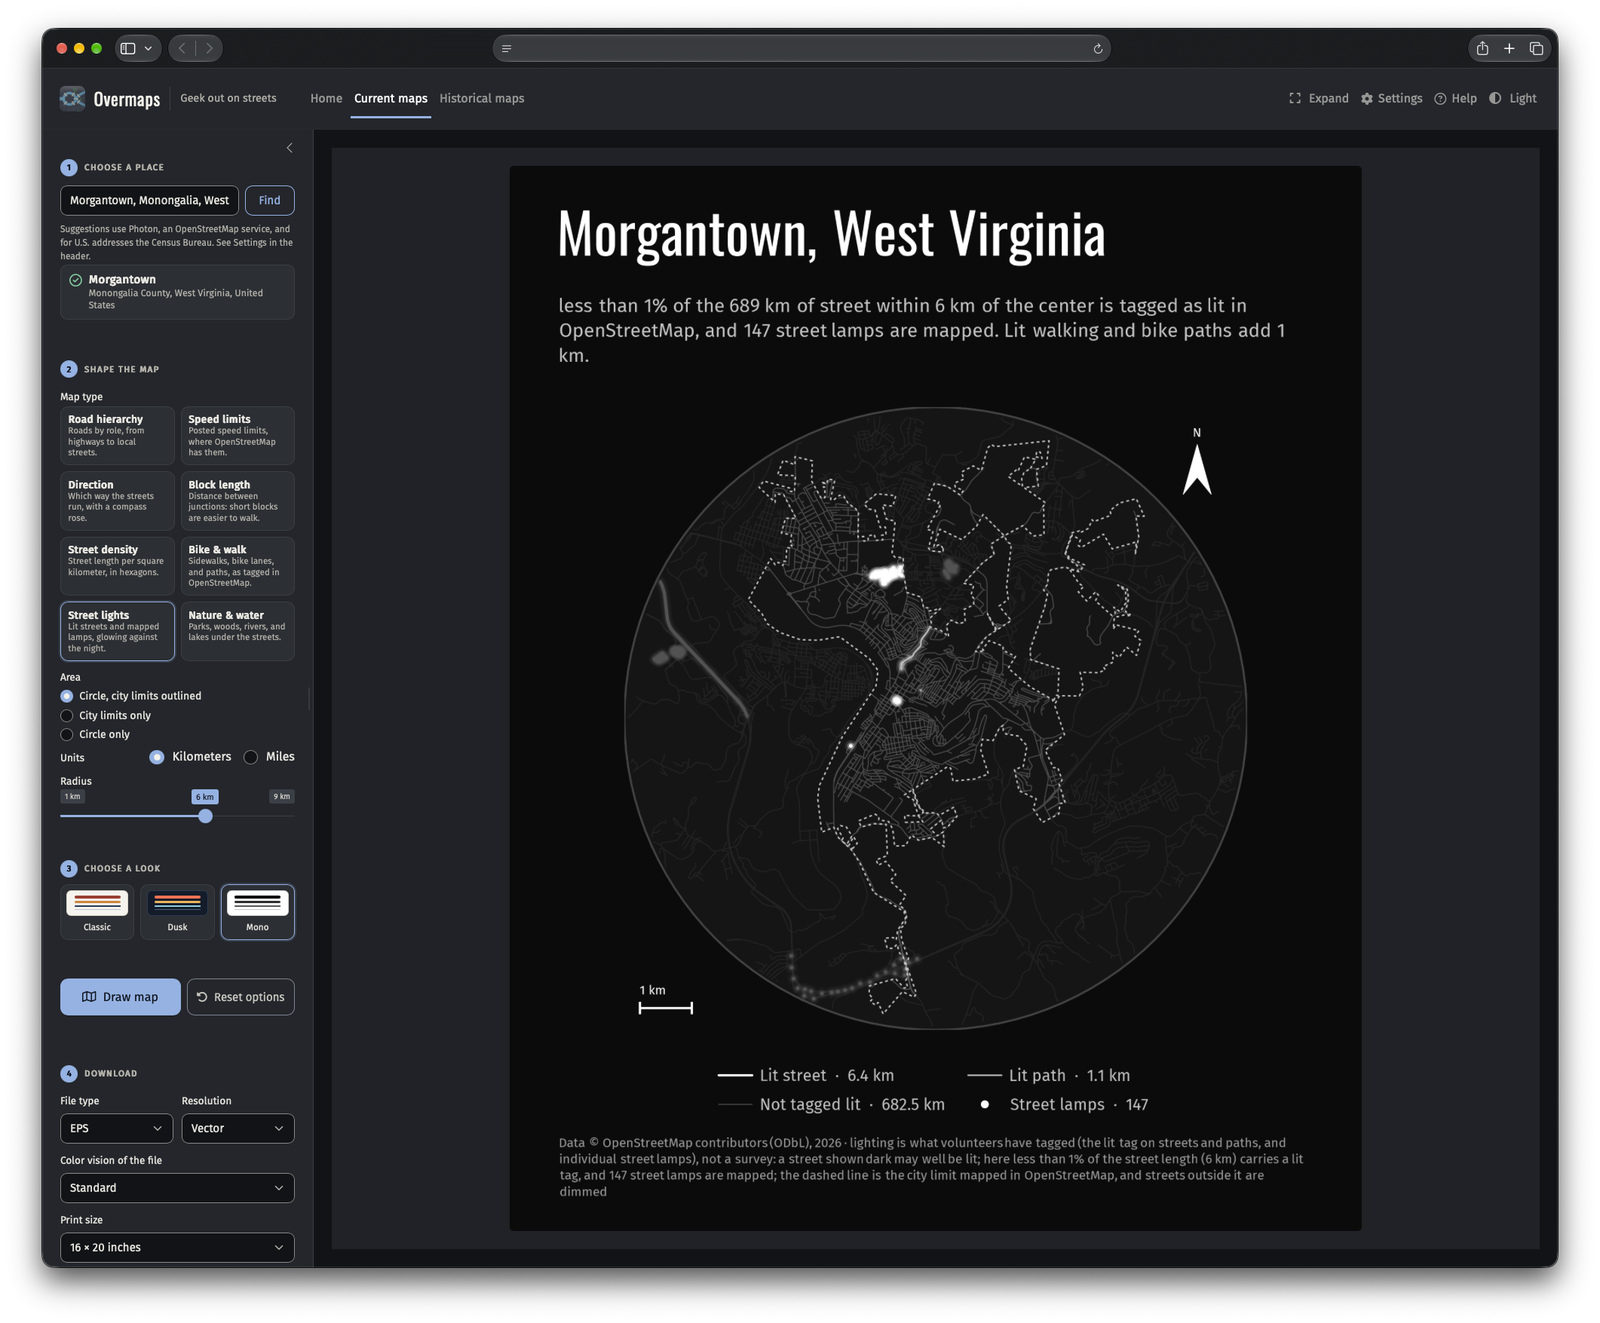 Overmaps
Geek out on streets
Home
Current maps
Historical maps
Expand
Settings
Help
Light
1 CHOOSE A PLACE
Morgantown, Monongalia, West
Find
Suggestions use Photon, an OpenStreetMap service, and
for U.S. addresses the Census Bureau. See Settings in the
header.
Morgantown
Monongalia County, West Virginia, United
States
2 SHAPE THE MAP
Map type
Road hierarchy
Roads by role, from
highways to local
streets.
Speed limits
Posted speed limits,
where OpenStreetMap
has them.
Direction
Which way the streets
run, with a compass
rose.
Block length
Distance between
junctions: short blocks
are easier to walk.
Street density
Street length per square
kilometer, in hexagons.
Bike & walk
Sidewalks, bike lanes,
and paths, as tagged in
OpenStreetMap.
Street lights
Lit streets and mapped
lamps, glowing against
the night.
Nature & water
Parks, woods, rivers, and
lakes under the streets.
Area
Circle, city limits outlined
City limits only
Circle only
Units
Kilometers
Miles
Radius
1 km
6 km
9 km
3 CHOOSE A LOOK
Classic
Dusk
Mono
Draw map
Reset options
4 DOWNLOAD
File type
Resolution
EPS
Vector
Color vision of the file
Standard
Print size
16 × 20 inches
Morgantown, West Virginia
less than 1% of the 689 km of street within 6 km of the center is tagged as lit in
OpenStreetMap, and 147 street lamps are mapped. Lit walking and bike paths add 1
km.
N
1 km
Lit street · 6.4 km
Lit path · 1.1 km
Not tagged lit · 682.5 km
Street lamps · 147
Data © OpenStreetMap contributors (ODbL), 2026 · lighting is what volunteers have tagged (the lit tag on streets and paths, and
individual street lamps), not a survey: a street shown dark may well be lit; here less than 1% of the street length (6 km) carries a lit
tag, and 147 street lamps are mapped; the dashed line is the city limit mapped in OpenStreetMap, and streets outside it are
dimmed